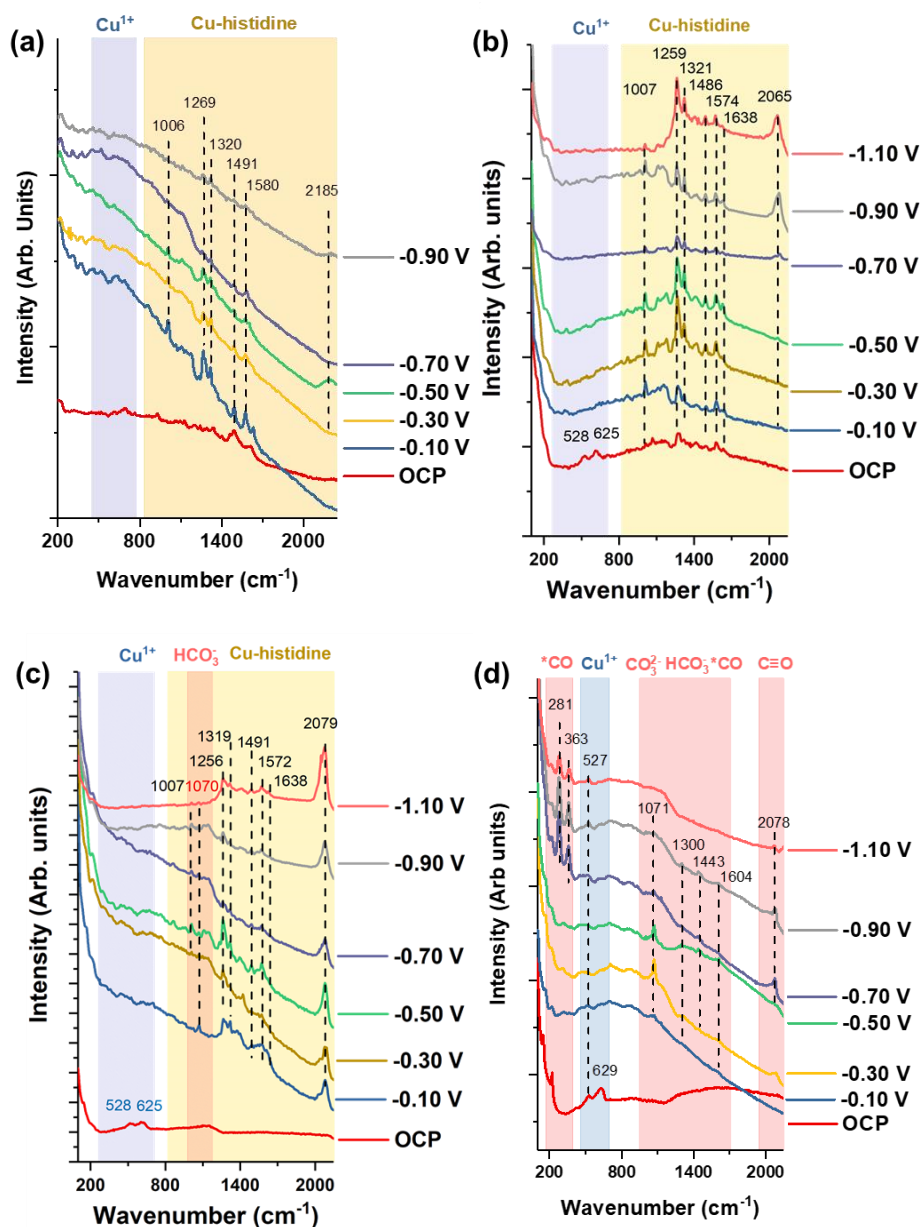 (a)
Cu¹⁺
Cu-histidine
1006
1269
1320
1491
1580
2185
-0.90 V
-0.70 V
-0.50 V
-0.30 V
-0.10 V
OCP
Intensity (Arb. Units)
200
800
1400
2000
Wavenumber (cm⁻¹)
(b)
Cu¹⁺
Cu-histidine
1007
1259
1321
1486
1574
1638
2065
528
625
-1.10 V
-0.90 V
-0.70 V
-0.50 V
-0.30 V
-0.10 V
OCP
Intensity (Arb. Units)
200
800
1400
2000
Wavenumber (cm⁻¹)
(c)
Cu¹⁺
HCO₃⁻
Cu-histidine
1007
1070
1256
1319
1491
1572
1638
2079
528
625
-1.10 V
-0.90 V
-0.70 V
-0.50 V
-0.30 V
-0.10 V
OCP
Intensity (Arb. units)
200
800
1400
2000
Wavenumber (cm⁻¹)
(d)
*CO
Cu¹⁺
CO₃²⁻
HCO₃⁻
*CO
C≡O
281
363
527
629
1071
1300
1443
1604
2078
-1.10 V
-0.90 V
-0.70 V
-0.50 V
-0.30 V
-0.10 V
OCP
Intensity (Arb. units)
200
800
1400
2000
Wavenumber (cm⁻¹)